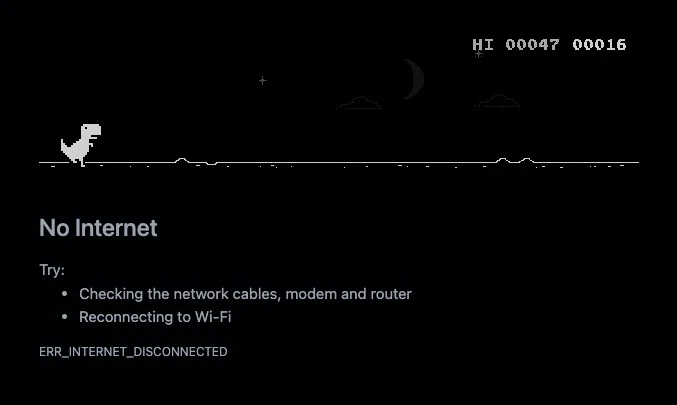 HI 00047 00016
No Internet
Try:
• Checking the network cables, modem and router
• Reconnecting to Wi-Fi
ERR_INTERNET_DISCONNECTED